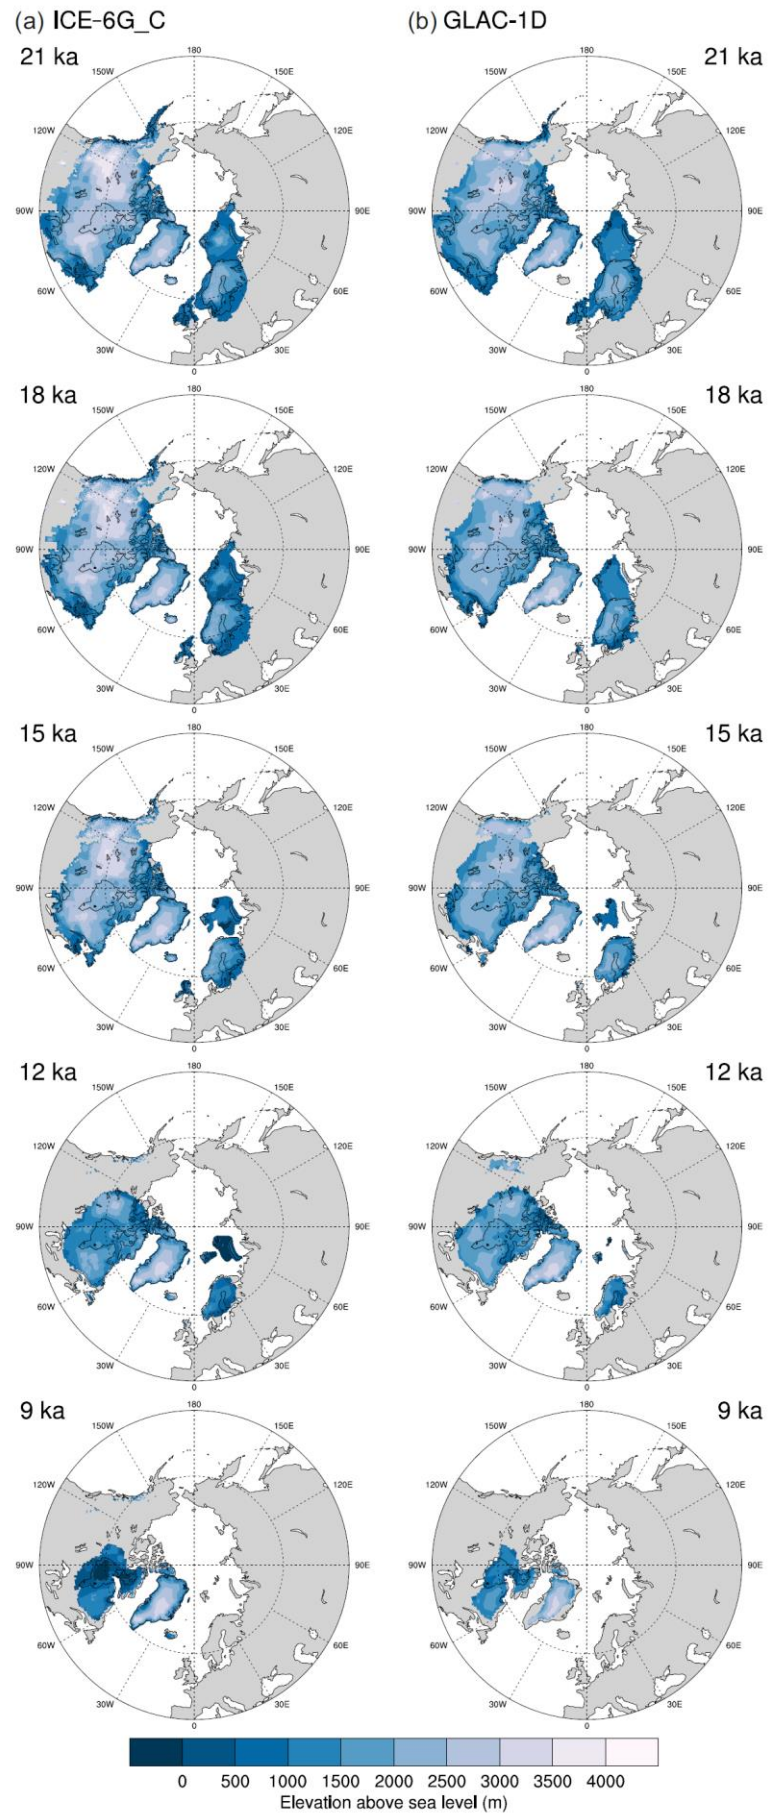 (a) ICE-6G_C
(b) GLAC-1D
21 ka
21 ka
180
150W
150E
120W
120E
90W
90E
60W
60E
30W
30E
0
180
150W
150E
120W
120E
90W
90E
60W
60E
30W
30E
0
18 ka
18 ka
180
150W
150E
120W
120E
90W
90E
60W
60E
30W
30E
0
180
150W
150E
120W
120E
90W
90E
60W
60E
30W
30E
0
15 ka
15 ka
180
150W
150E
120W
120E
90W
90E
60W
60E
30W
30E
0
180
150W
150E
120W
120E
90W
90E
60W
60E
30W
30E
0
12 ka
12 ka
180
150W
150E
120W
120E
90W
90E
60W
60E
30W
30E
0
180
150W
150E
120W
120E
90W
90E
60W
60E
30W
30E
0
9 ka
9 ka
180
150W
150E
120W
120E
90W
90E
60W
60E
30W
30E
0
180
150W
150E
120W
120E
90W
90E
60W
60E
30W
30E
0
0 500 1000 1500 2000 2500 3000 3500 4000
Elevation above sea level (m)